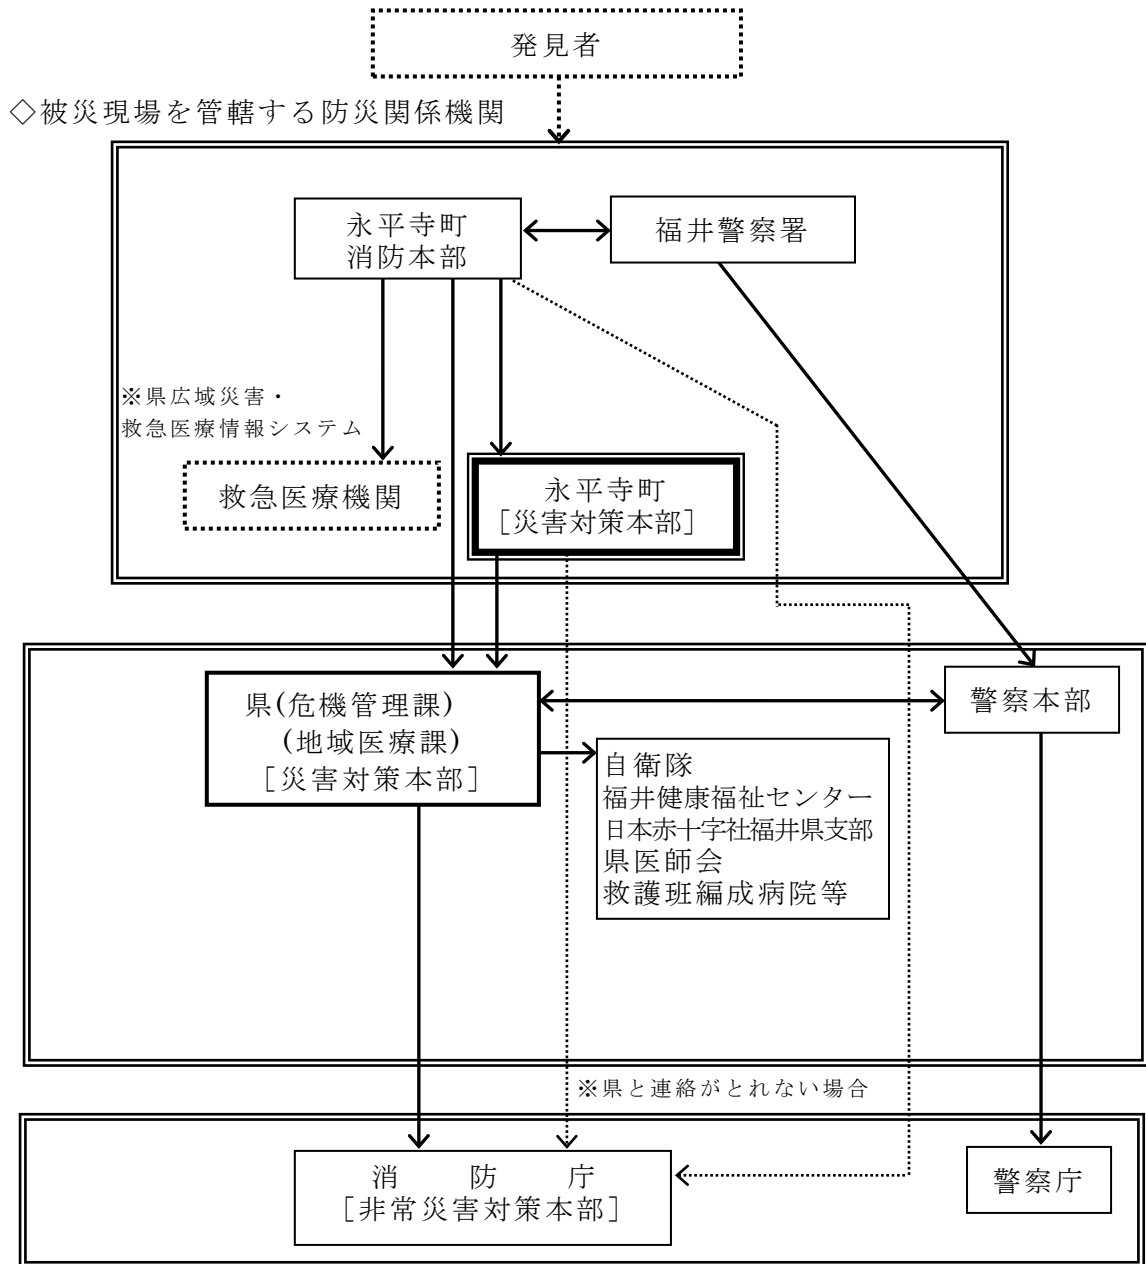 発見者
◇被災現場を管轄する防災関係機関
永平寺町
消防本部
福井警察署
※県広域災害・
救急医療情報システム
救急医療機関
永平寺町
［災害対策本部］
県(危機管理課)
(地域医療課)
［災害対策本部］
警察本部
自衛隊
福井健康福祉センター
日本赤十字社福井県支部
県医師会
救護班編成病院等
※県と連絡がとれない場合
消　防　庁
［非常災害対策本部］
警察庁